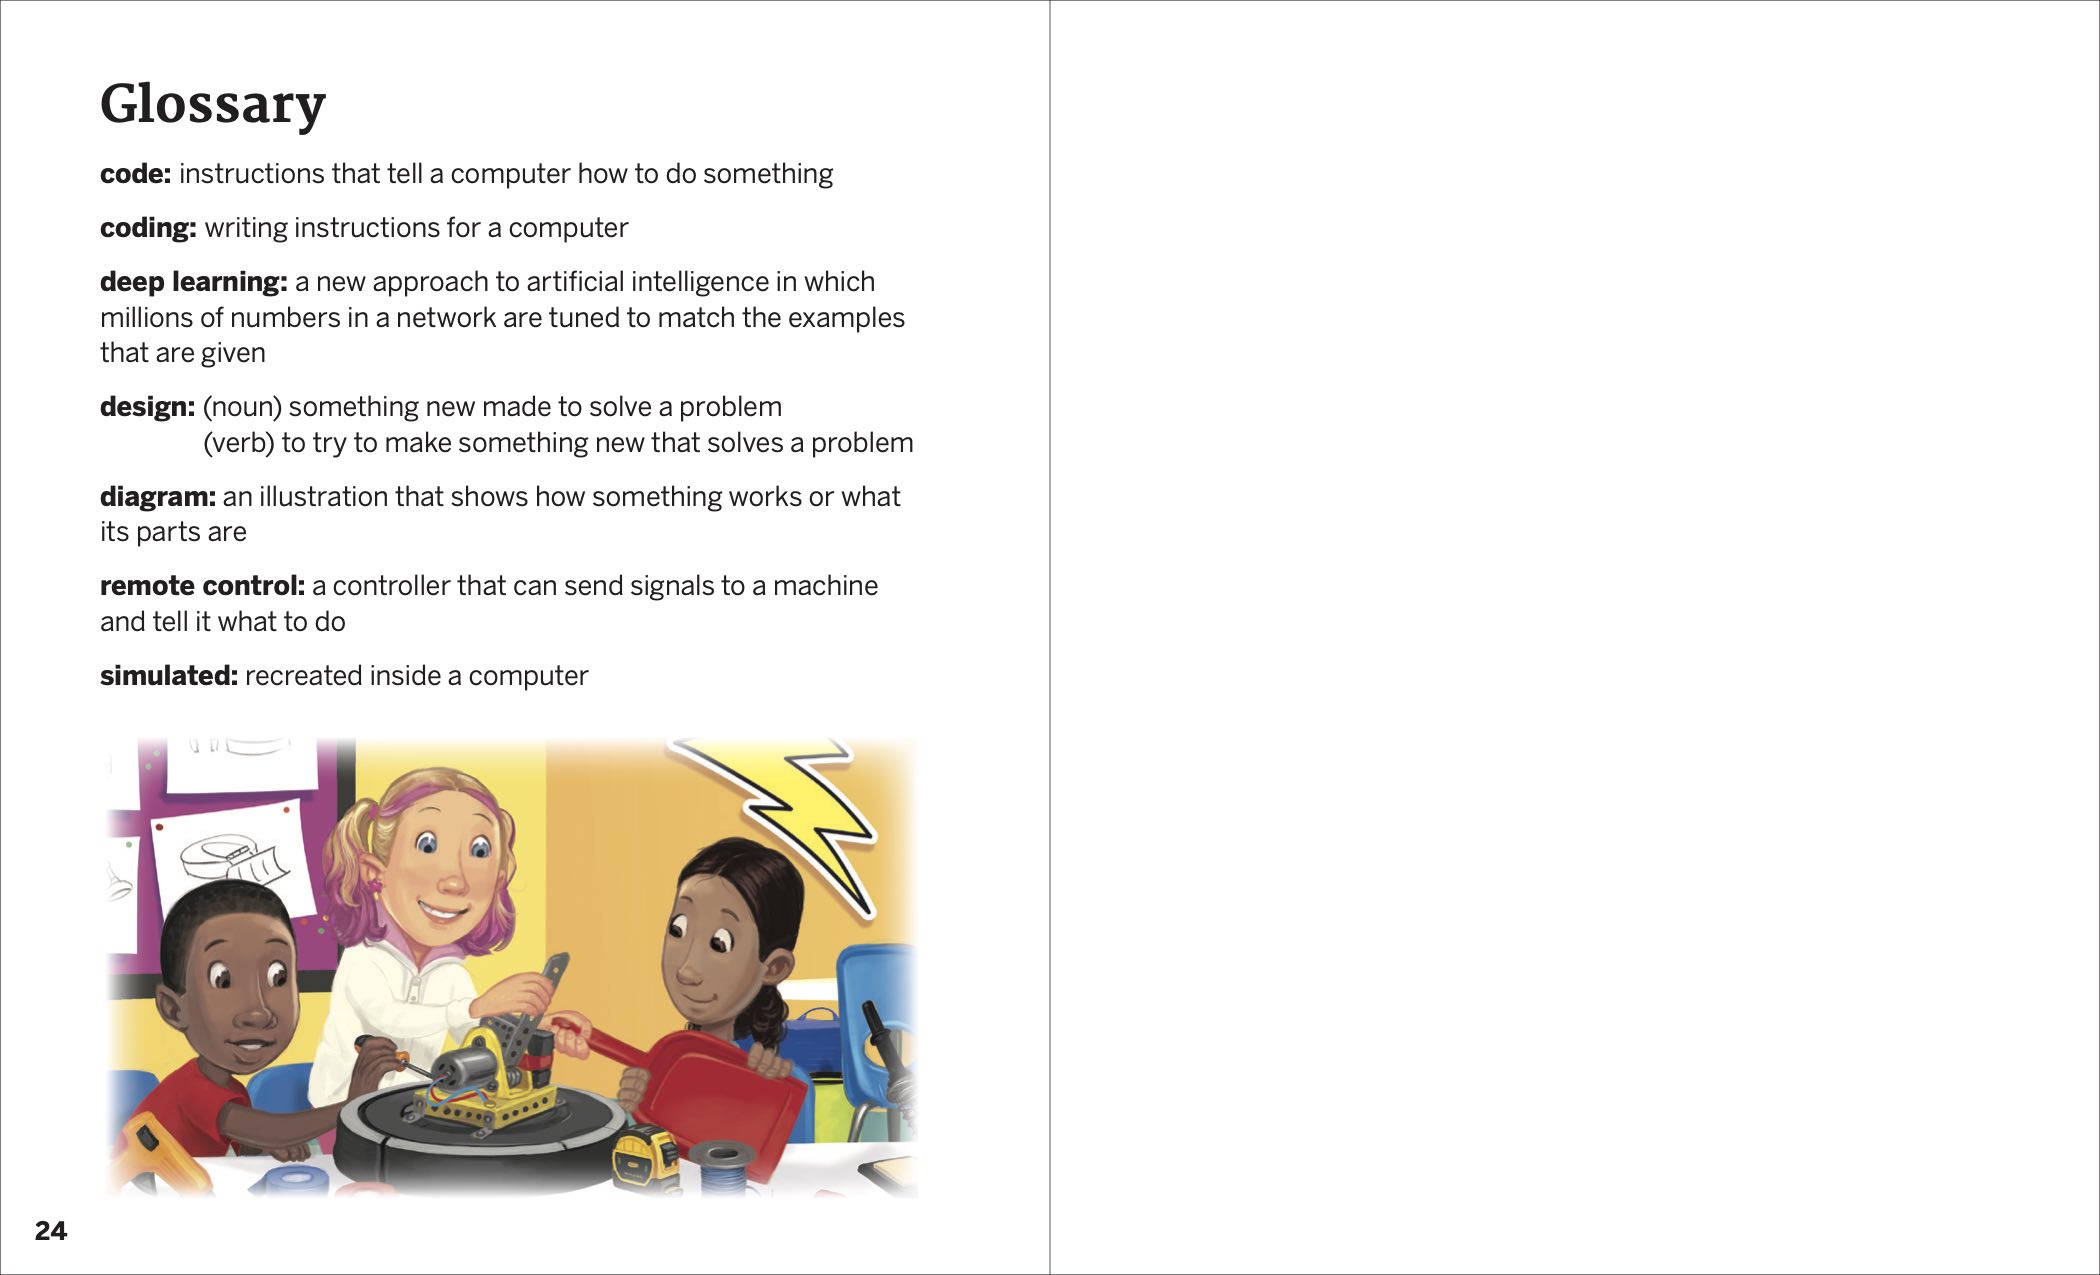 Glossary
code: instructions that tell a computer how to do something
coding: writing instructions for a computer
deep learning: a new approach to artificial intelligence in which
millions of numbers in a network are tuned to match the examples
that are given
design: (noun) something new made to solve a problem
(verb) to try to make something new that solves a problem
diagram: an illustration that shows how something works or what
its parts are
remote control: a controller that can send signals to a machine
and tell it what to do
simulated: recreated inside a computer
24